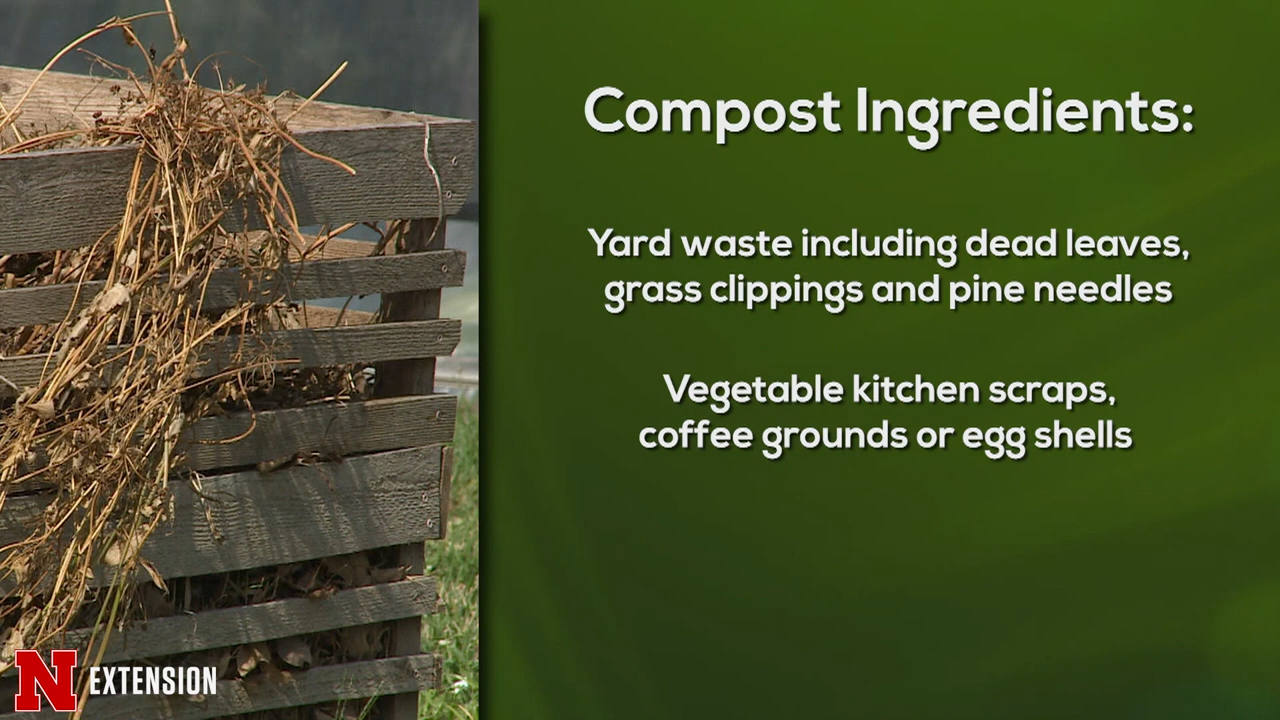 Compost Ingredients:
Yard waste including dead leaves,
grass clippings and pine needles
Vegetable kitchen scraps,
coffee grounds or egg shells
N EXTENSION